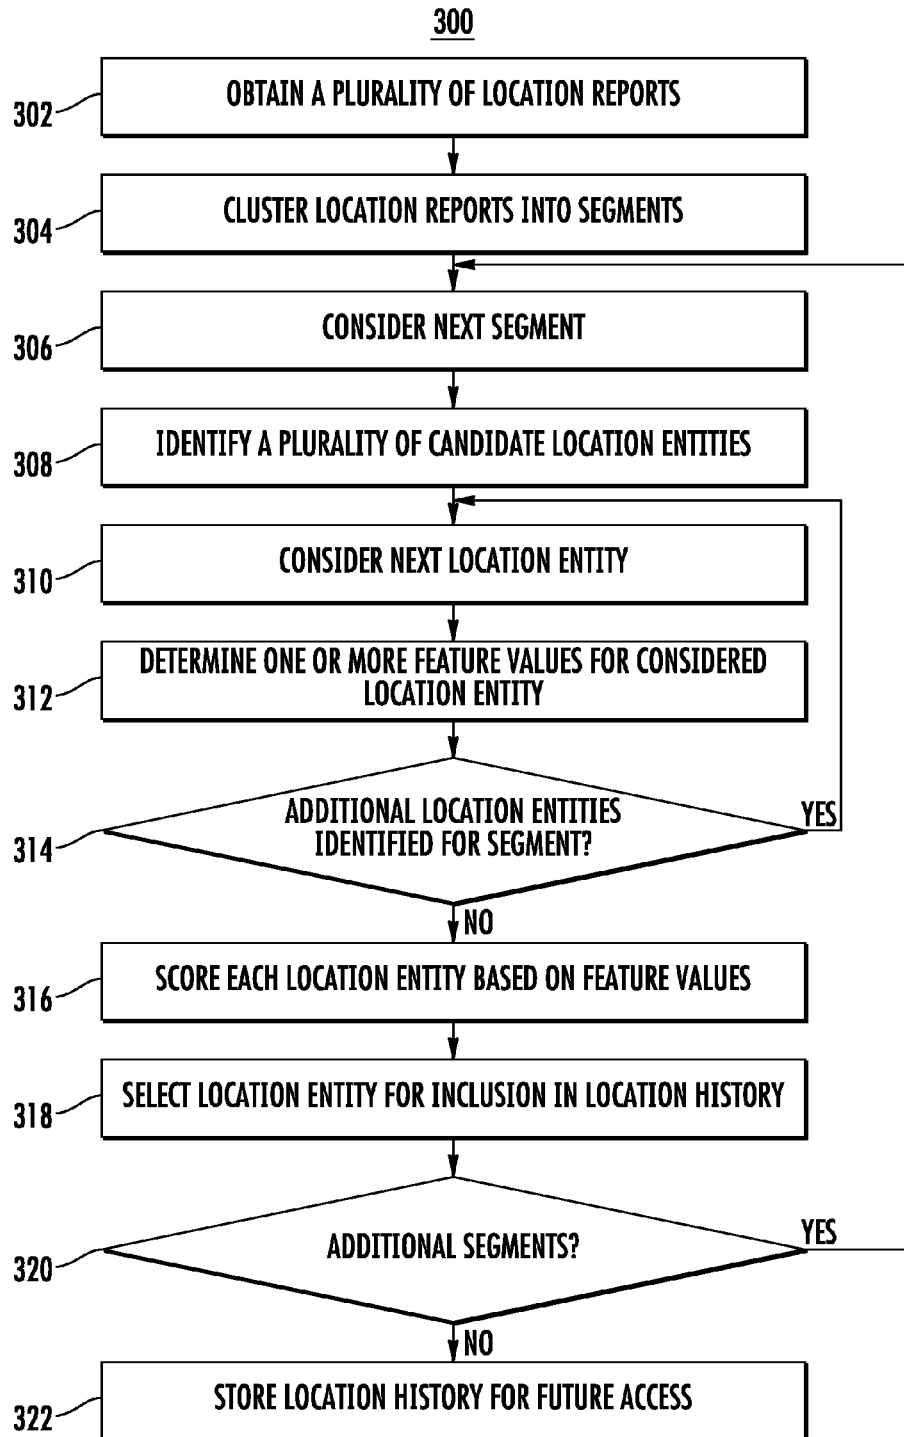 300
302
OBTAIN A PLURALITY OF LOCATION REPORTS
304
CLUSTER LOCATION REPORTS INTO SEGMENTS
306
CONSIDER NEXT SEGMENT
308
IDENTIFY A PLURALITY OF CANDIDATE LOCATION ENTITIES
310
CONSIDER NEXT LOCATION ENTITY
312
DETERMINE ONE OR MORE FEATURE VALUES FOR CONSIDERED
LOCATION ENTITY
314
ADDITIONAL LOCATION ENTITIES
IDENTIFIED FOR SEGMENT?
YES
NO
316
SCORE EACH LOCATION ENTITY BASED ON FEATURE VALUES
318
SELECT LOCATION ENTITY FOR INCLUSION IN LOCATION HISTORY
320
ADDITIONAL SEGMENTS?
YES
NO
322
STORE LOCATION HISTORY FOR FUTURE ACCESS